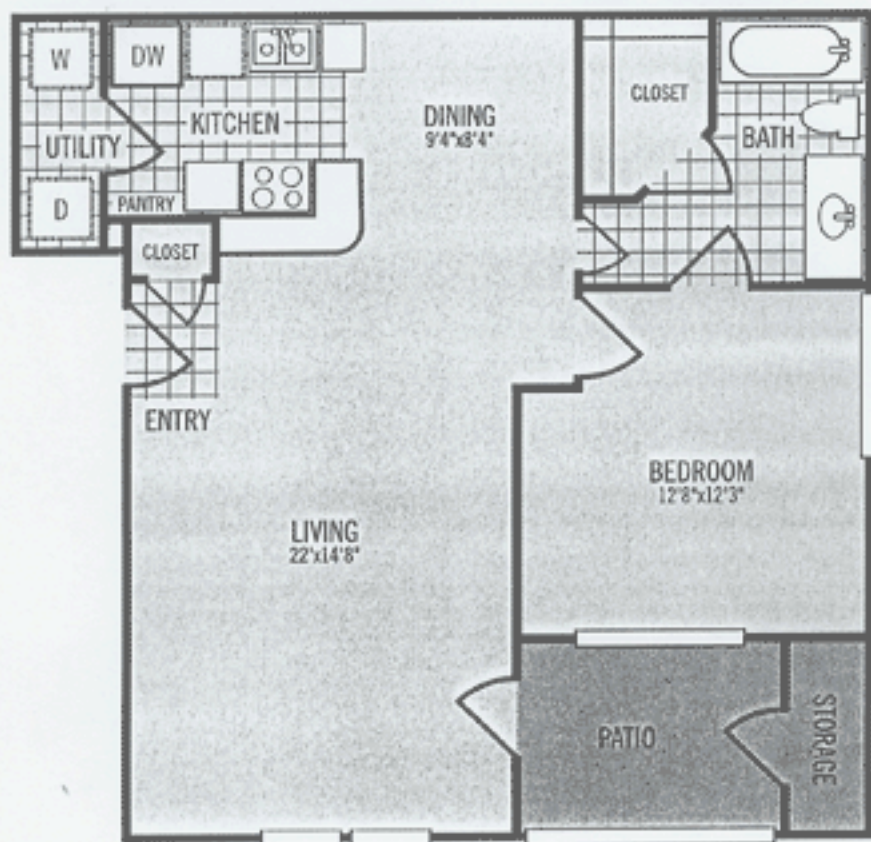 W
DW
CLOSET
DINING
9'4"x8'4"
KITCHEN
BATH
UTILITY
D
PANTRY
CLOSET
ENTRY
BEDROOM
12'8"x12'3"
LIVING
22'x14'8"
PATIO
STORAGE